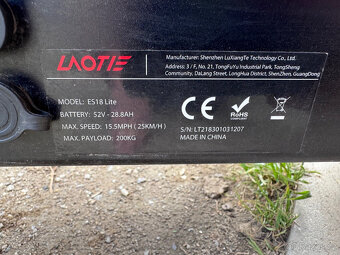 LAOTIE
Manufacturer: Shenzhen LuXiangTe Technology Co., Ltd.
Address: 3 / F, No. 21, TongFuYu Industrial Park, TongSheng
Community, DaLang Street, LongHua District, ShenZhen, GuangDong
MODEL: ES18 Lite
BATTERY: 52V - 28.8AH
MAX. SPEED: 15.5MPH ( 25KM/H )
MAX. PAYLOAD: 200KG
CE
RoHS
COMPLIANT
S/N: LT218301031207
MADE IN CHINA